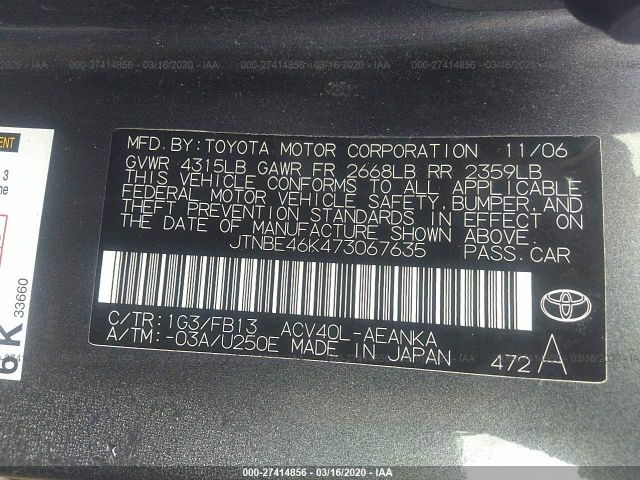 000-27414856 - 03/16/2020 - IAA
MFD. BY: TOYOTA MOTOR CORPORATION 11/06
GVWR 4315LB GAWR FR 2668LB RR 2359LB
THIS VEHICLE CONFORMS TO ALL APPLICABLE
FEDERAL MOTOR VEHICLE SAFETY, BUMPER, AND
THEFT PREVENTION STANDARDS IN EFFECT ON
THE DATE OF MANUFACTURE SHOWN ABOVE.
JTNBE46K473067635 PASS. CAR
C/TR: 1G3/FB13 ACV40L-AEANKA
A/TM: -03A/U250E MADE IN JAPAN
472 A
TOYOTA
33660
000-27414856 - 03/16/2020 - IAA